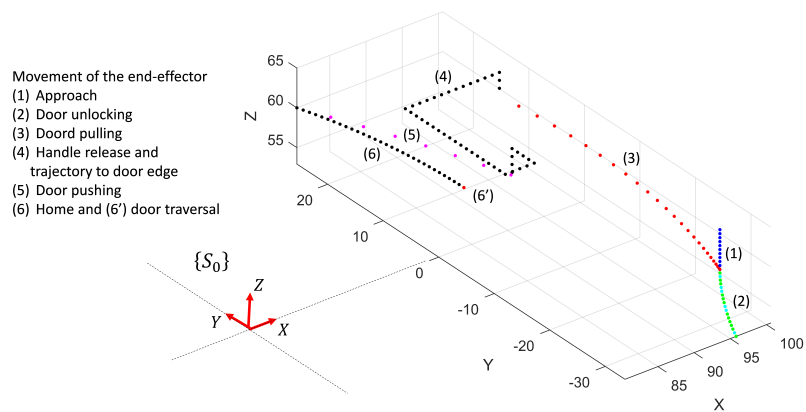 Movement of the end-effector
(1) Approach
(2) Door unlocking
(3) Doord pulling
(4) Handle release and
trajectory to door edge
(5) Door pushing
(6) Home and (6') door traversal
65
60
55
Z
20
10
0
-10
-20
-30
Y
85
90
95
100
X
(4)
(3)
(5)
(6)
(6')
(1)
(2)
{S₀}
Z
Y
X